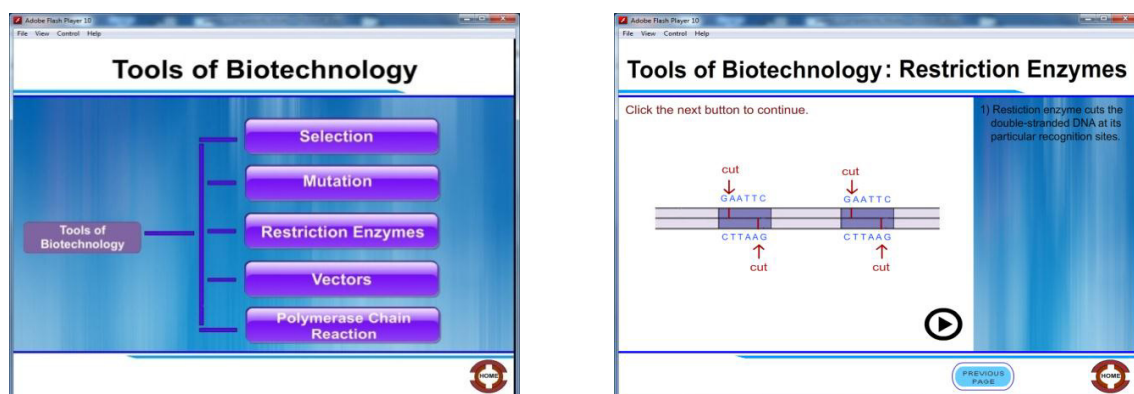 Adobe Flash Player 10
File View Control Help
Tools of Biotechnology
Tools of
Biotechnology
Selection
Mutation
Restriction Enzymes
Vectors
Polymerase Chain
Reaction
HOME
Adobe Flash Player 10
File View Control Help
Tools of Biotechnology: Restriction Enzymes
Click the next button to continue.
1) Restiction enzyme cuts the
double-stranded DNA at its
particular recognition sites.
cut cut
GAATTC GAATTC
CTTAAG CTTAAG
cut cut
PREVIOUS
PAGE
HOME